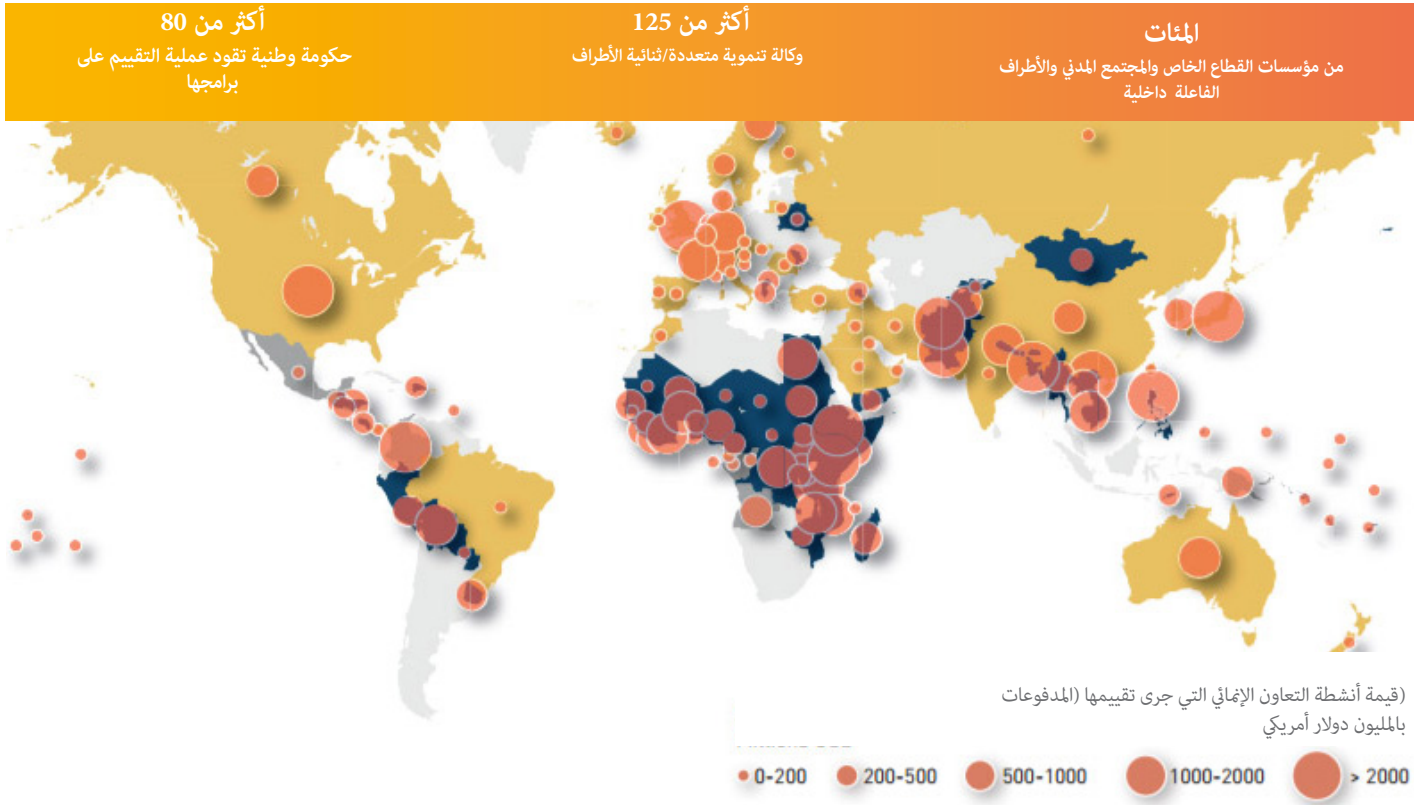 المئات
من مؤسسات القطاع الخاص والمجتمع المدني والأطراف
الفاعلة داخلية
أكثر من 125
وكالة تنموية متعددة/ثنائية الأطراف
أكثر من 80
حكومة وطنية تقود عملية التقييم على
برامجها
(قيمة أنشطة التعاون الإنمائي التي جرى تقييمها (المدفوعات
بالمليون دولار أمريكي
0-200
200-500
500-1000
1000-2000
> 2000